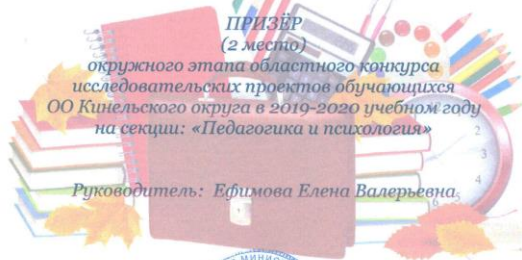 ПРИЗЁР
(2 место)
окружного этапа областного конкурса
исследовательских проектов обучающихся
ОО Кинельского округа в 2019-2020 учебном году
на секции: «Педагогика и психология»
Руководитель: Ефимова Елена Валерьевна